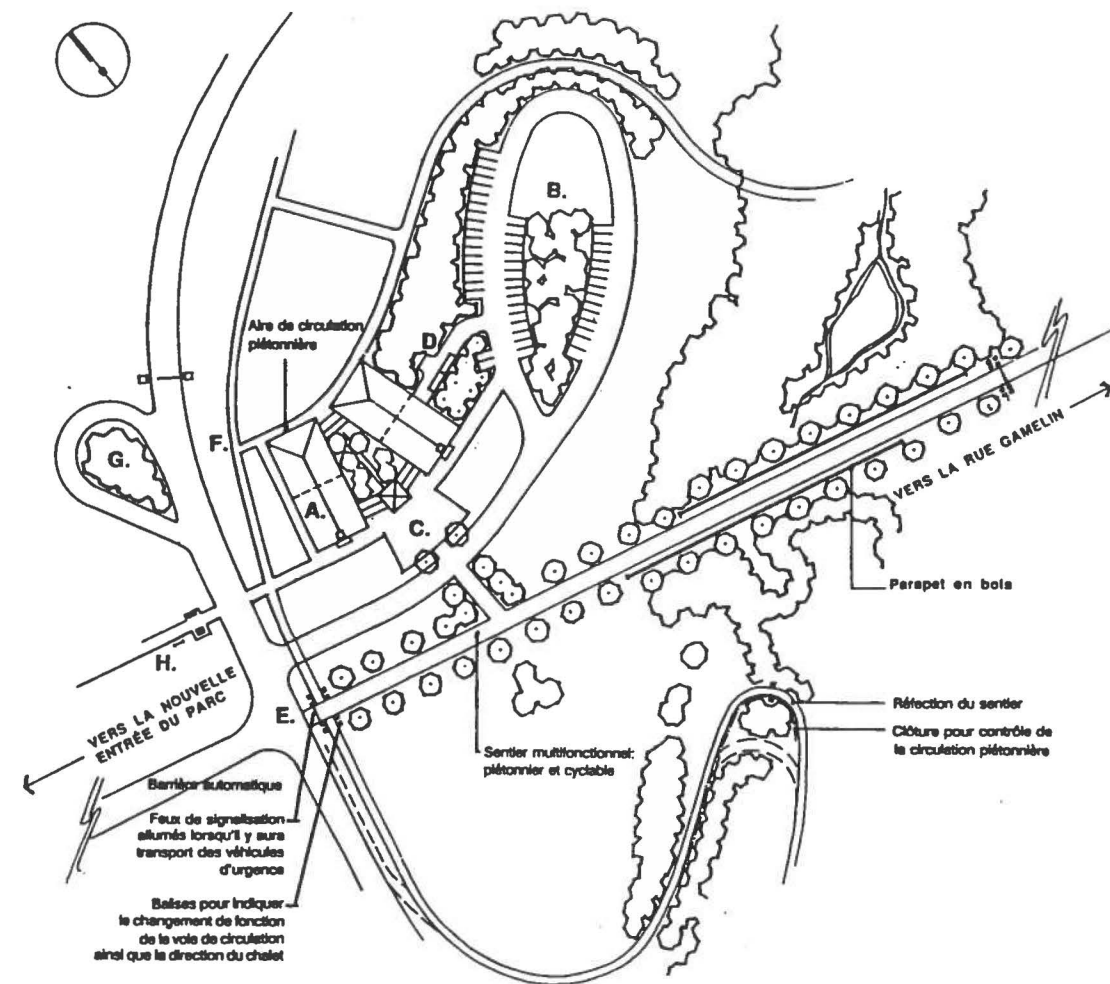 B.
Aire de circulation
piétonnière
D.
F.
G.
A.
C.
VERS LA RUE GAMELIN
Parapet en bois
H.
VERS LA NOUVELLE
ENTRÉE DU PARC
E.
Réfection du sentier
Clôture pour contrôle de
la circulation piétonnière
Sentier multifonctionnel:
piétonnier et cyclable
Barrière automatique
Feux de signalisation
allumés lorsqu'il y aura
transport des véhicules
d'urgence
Balises pour indiquer
le changement de fonction
de la voie de circulation
ainsi que la direction du chalet